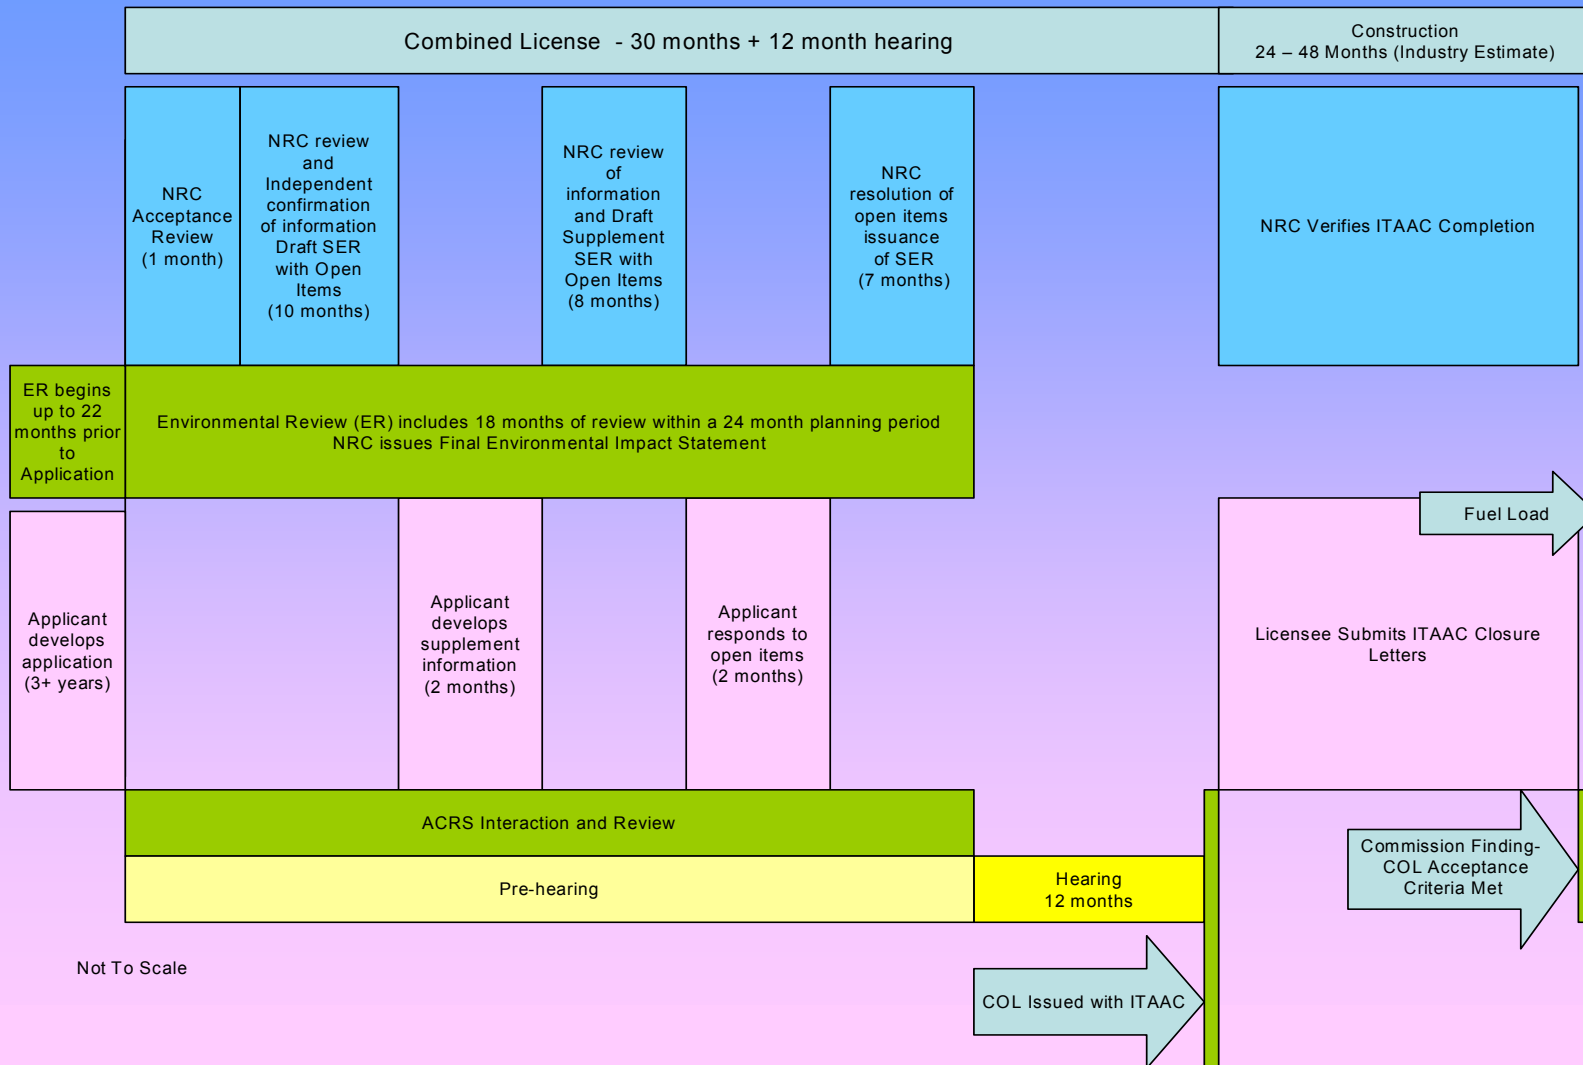 Combined License - 30 months + 12 month hearing
Construction
24 – 48 Months (Industry Estimate)
NRC
Acceptance
Review
(1 month)
NRC review
and
Independent
confirmation
of information
Draft SER
with Open
Items
(10 months)
NRC review
of
information
and Draft
Supplement
SER with
Open Items
(8 months)
NRC
resolution of
open items
issuance
of SER
(7 months)
NRC Verifies ITAAC Completion
ER begins
up to 22
months prior
to
Application
Environmental Review (ER) includes 18 months of review within a 24 month planning period
NRC issues Final Environmental Impact Statement
Fuel Load
Applicant
develops
application
(3+ years)
Applicant
develops
supplement
information
(2 months)
Applicant
responds to
open items
(2 months)
Licensee Submits ITAAC Closure
Letters
ACRS Interaction and Review
Pre-hearing
Hearing
12 months
Commission Finding-
COL Acceptance
Criteria Met
Not To Scale
COL Issued with ITAAC